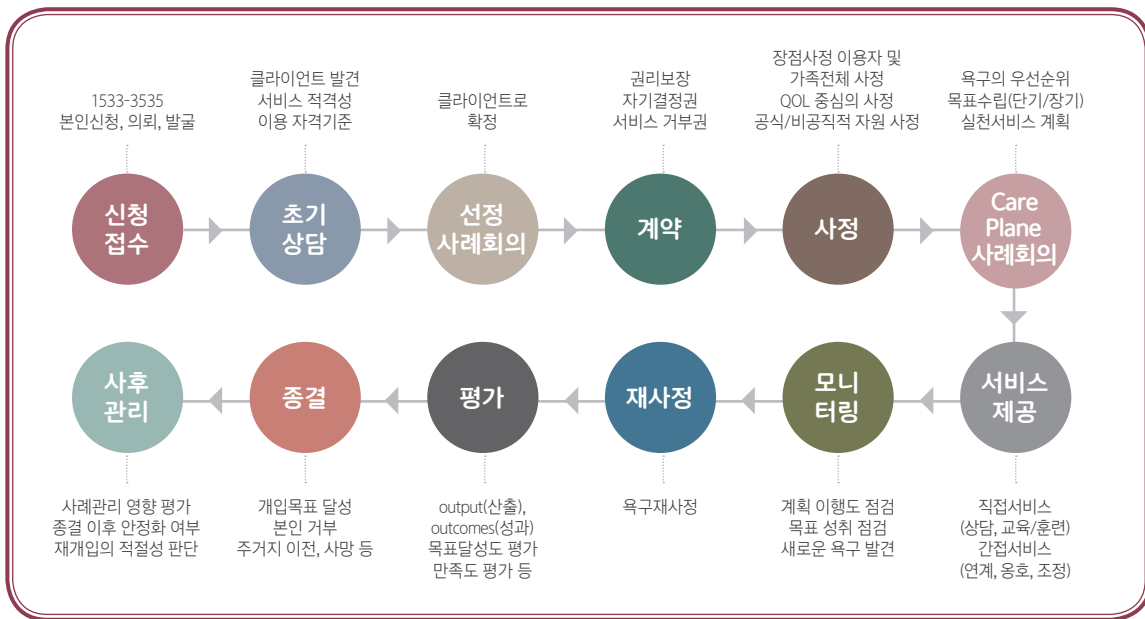 1533-3535
본인신청, 의뢰, 발굴
신청
접수
클라이언트 발견
서비스 적격성
이용 자격기준
초기
상담
클라이언트로
확정
선정
사례회의
권리보장
자기결정권
서비스 거부권
계약
장점사정 이용자 및
가족전체 사정
QOL 중심의 사정
공식/비공직적 자원 사정
사정
욕구의 우선순위
목표수립(단기/장기)
실천서비스 계획
Care
Plane
사례회의
서비스
제공
직접서비스
(상담, 교육/훈련)
간접서비스
(연계, 옹호, 조정)
모니
터링
계획 이행도 점검
목표 성취 점검
새로운 욕구 발견
재사정
욕구재사정
평가
output(산출),
outcomes(성과)
목표달성도 평가
만족도 평가 등
종결
개입목표 달성
본인 거부
주거지 이전, 사망 등
사후
관리
사례관리 영향 평가
종결 이후 안정화 여부
재개입의 적절성 판단